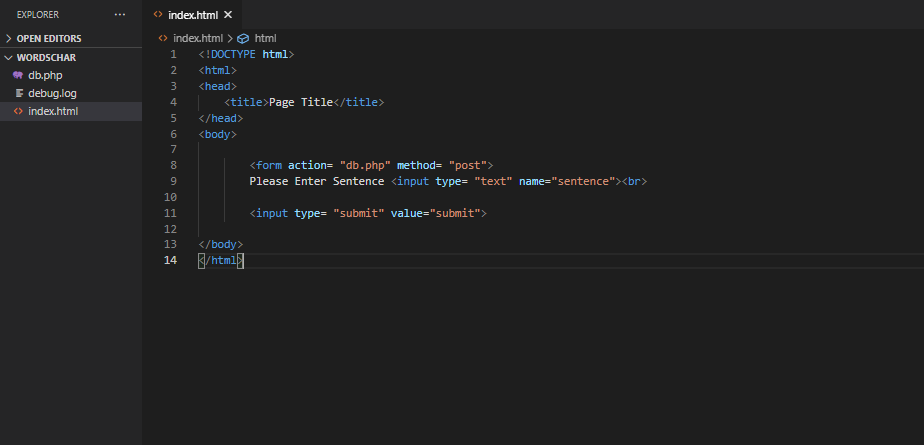 EXPLORER ...
index.html
OPEN EDITORS
index.html > html
WORDSCHAR
db.php
debug.log
index.html
1 <!DOCTYPE html>
2 <html>
3 <head>
4 <title>Page Title</title>
5 </head>
6 <body>
7
8 <form action= "db.php" method= "post">
9 Please Enter Sentence <input type= "text" name="sentence"><br>
10
11 <input type= "submit" value="submit">
12
13 </body>
14 </html>